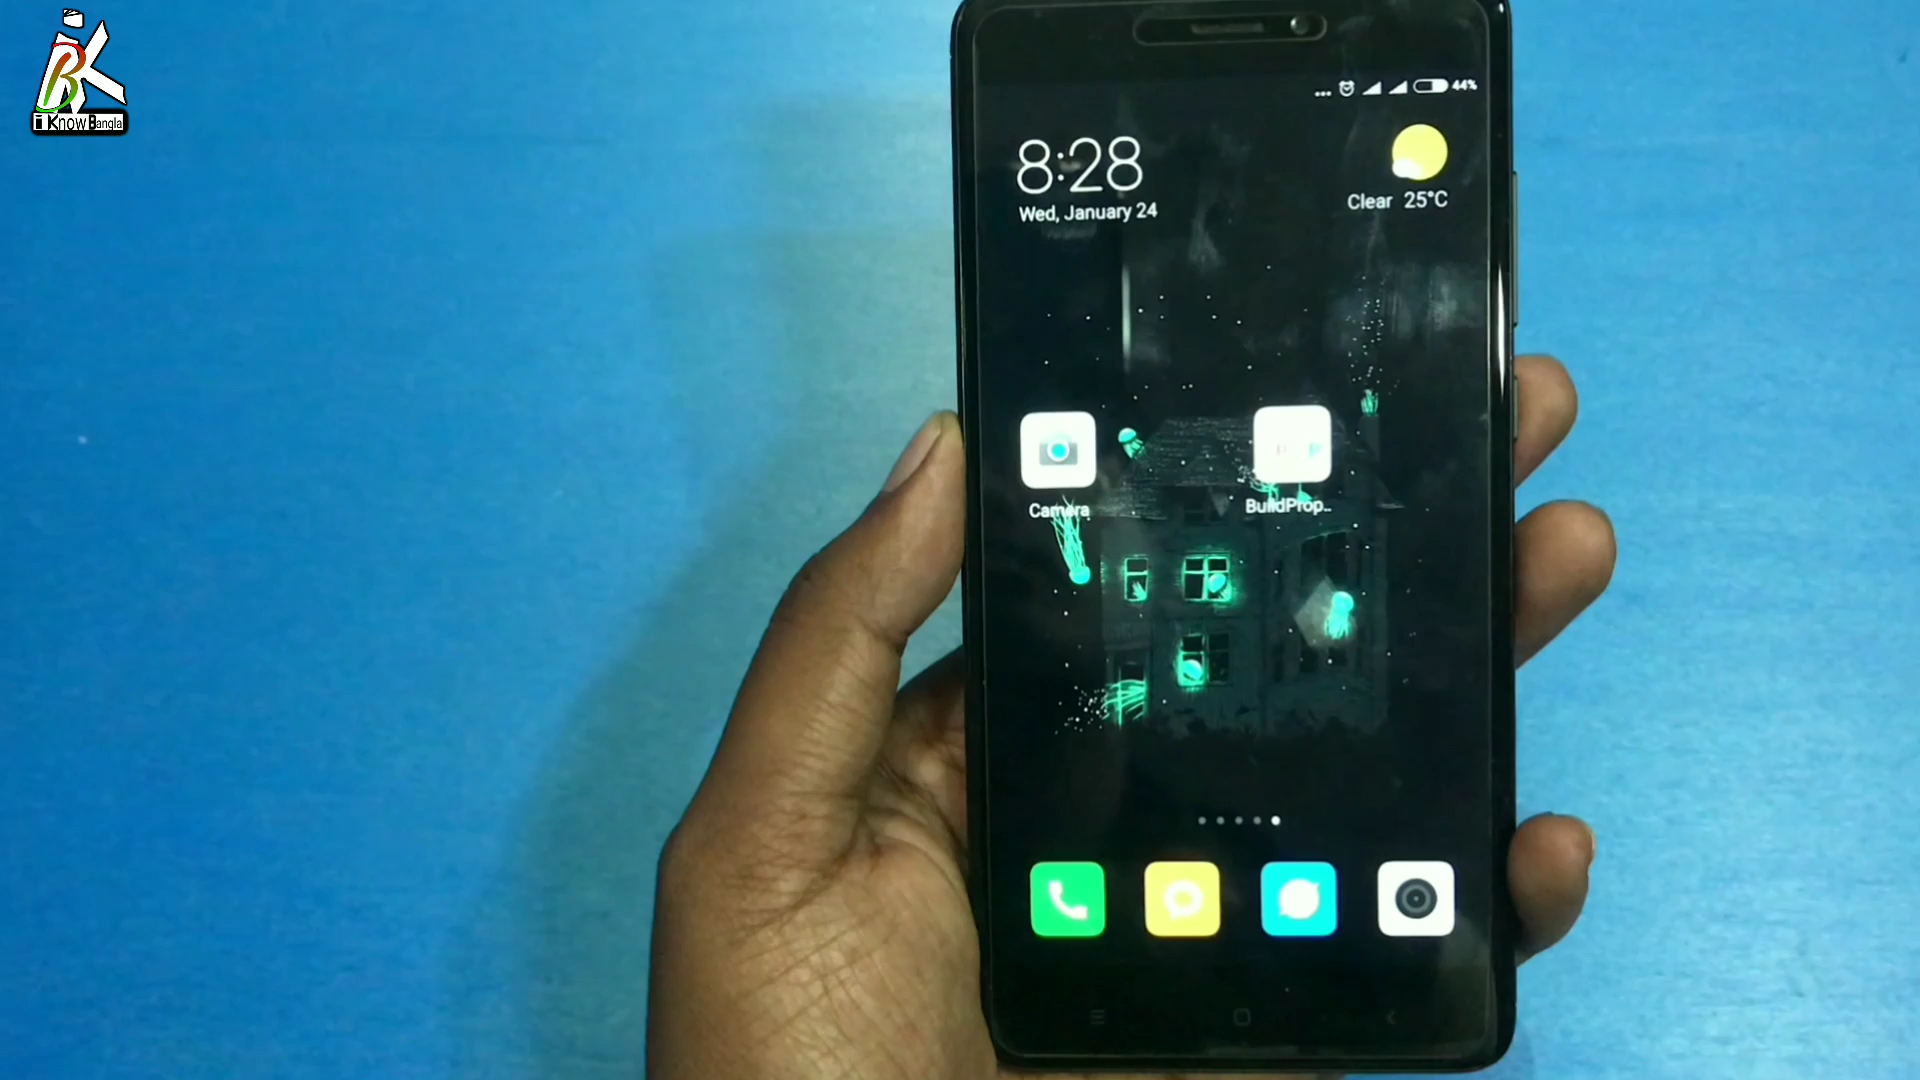 i Know Bangla
44%
8:28
Wed, January 24
Clear 25°C
Camera
BuildProp..